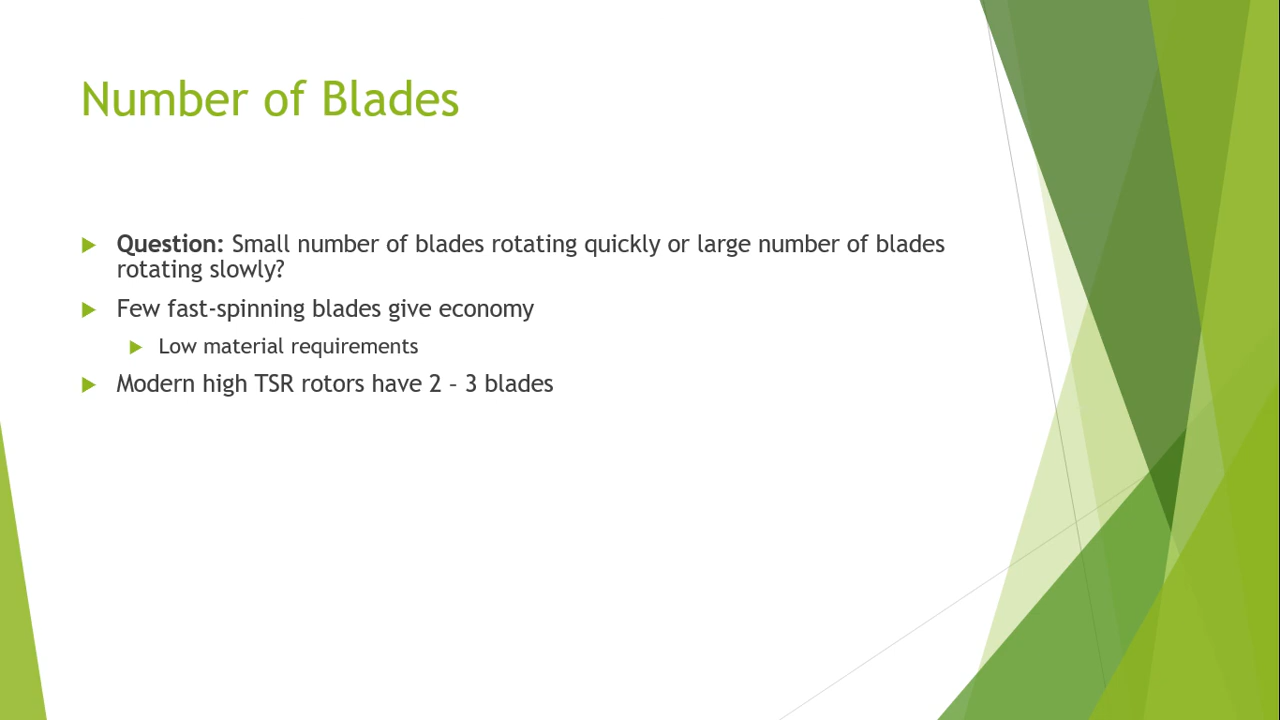 Number of Blades
Question: Small number of blades rotating quickly or large number of blades
rotating slowly?
Few fast-spinning blades give economy
Low material requirements
Modern high TSR rotors have 2 – 3 blades